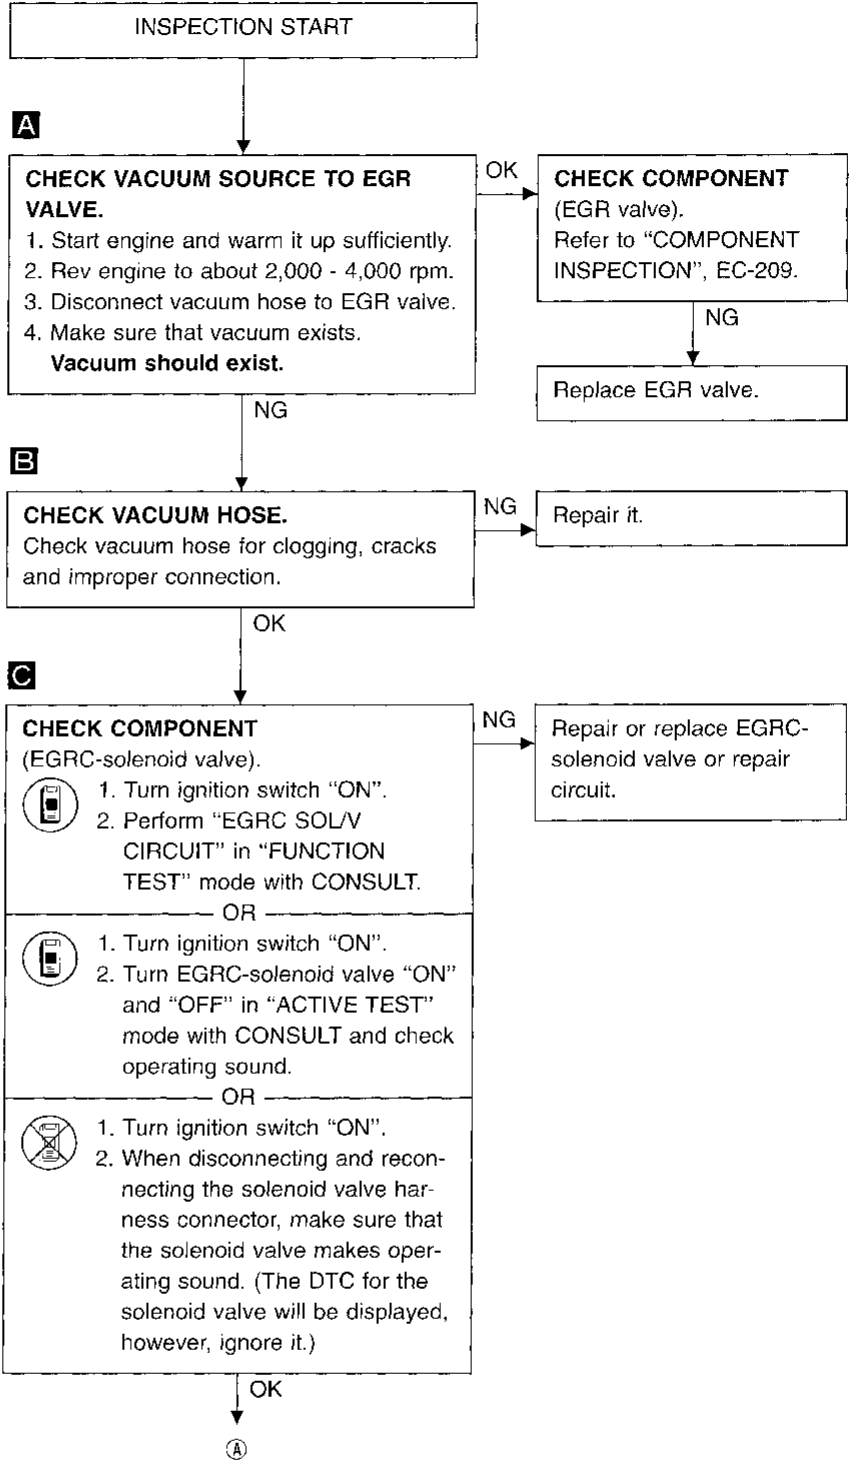 INSPECTION START
A
CHECK VACUUM SOURCE TO EGR
VALVE.
1. Start engine and warm it up sufficiently.
2. Rev engine to about 2,000 - 4,000 rpm.
3. Disconnect vacuum hose to EGR valve.
4. Make sure that vacuum exists.
Vacuum should exist.
OK
CHECK COMPONENT
(EGR valve).
Refer to “COMPONENT
INSPECTION”, EC-209.
NG
Replace EGR valve.
NG
B
CHECK VACUUM HOSE.
Check vacuum hose for clogging, cracks
and improper connection.
NG
Repair it.
OK
C
CHECK COMPONENT
(EGRC-solenoid valve).
1. Turn ignition switch “ON”.
2. Perform “EGRC SOL/V
CIRCUIT” in “FUNCTION
TEST” mode with CONSULT.
OR
1. Turn ignition switch “ON”.
2. Turn EGRC-solenoid valve “ON”
and “OFF” in “ACTIVE TEST”
mode with CONSULT and check
operating sound.
OR
1. Turn ignition switch “ON”.
2. When disconnecting and recon-
necting the solenoid valve har-
ness connector, make sure that
the solenoid valve makes oper-
ating sound. (The DTC for the
solenoid valve will be displayed,
however, ignore it.)
NG
Repair or replace EGRC-
solenoid valve or repair
circuit.
OK
Ⓐ